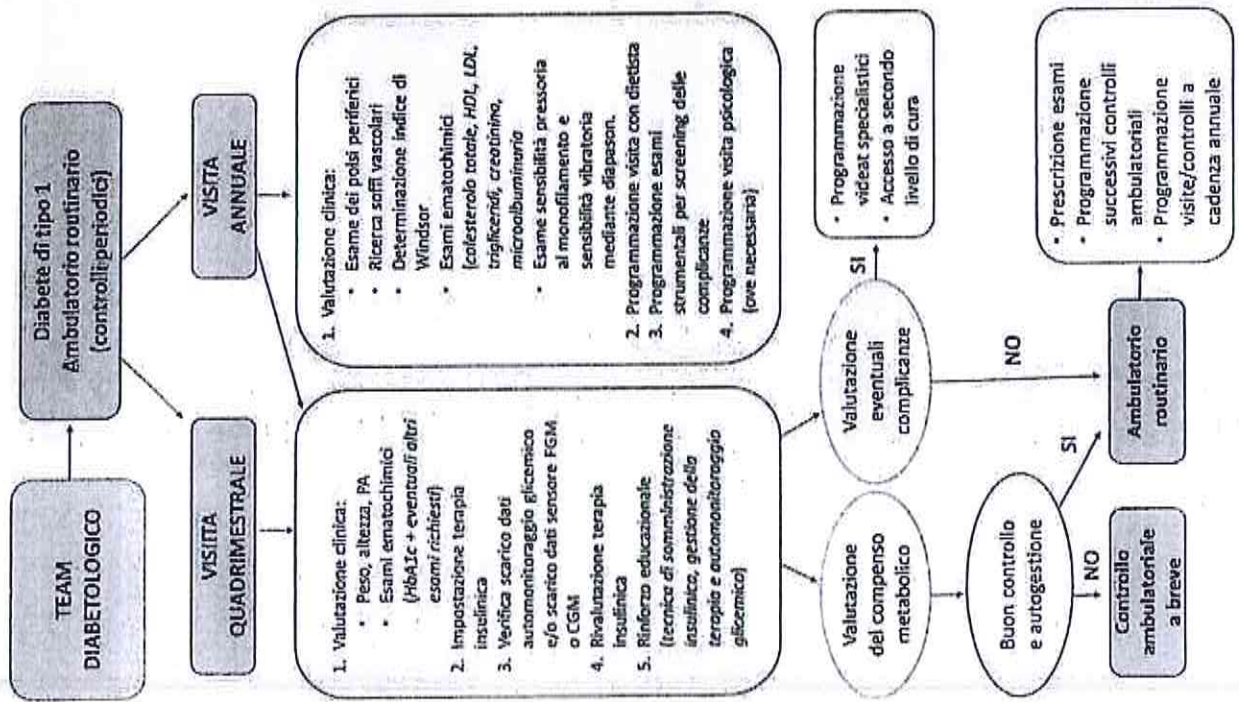 TEAM
DIABETOLOGICO
Diabete di tipo 1
Ambulatorio routinario
(controlli periodici)
VISITA
QUADRIMESTRALE
VISITA
ANNUALE
1. Valutazione clinica:
• Peso, altezza, PA
• Esami ematochimici
(HbA1c + eventurali altri
esami richiesti)
2. Impostazione terapia
insulinica
3. Verifica scarico dati
automonitoraggio glicemico
e/o scarico dati sensore FGM
o CGM
4. Rivalutazione terapia
insulinica
5. Rinforzo educazionale
(tecnica di somministrazione
insulinica, gestione della
terapia e automonitoraggio
glicemico)
1. Valutazione clinica:
• Esame dei polsi periferici
• Ricerca soffi vascolari
• Determinazione indice di
Windsor
• Esami ematochimici
(colesterolo totale, HDL, LDL,
trigliceridi, creatinina,
microalbuminuria
• Esame sensibilità pressoria
al monofilamento e
sensibilità vibratoria
mediante diapason.
2. Programmazione visita con dietista
3. Programmazione esami
strumentali per screening delle
complicanze
4. Programmazione visita psicologica
(ove necessaria)
Valutazione
del compenso
metabolico
Valutazione
eventuali
complicanze
SI
• Programmazione
videat specialistici
• Accesso a secondo
livello di cura
NO
Buon controllo
e autogestione
SI
NO
Controllo
ambulatoriale
a breve
Ambulatorio
routinario
• Prescrizione esami
• Programmazione
successivi controlli
ambulatoriali
• Programmazione
visite/controlli a
cadenza annuale